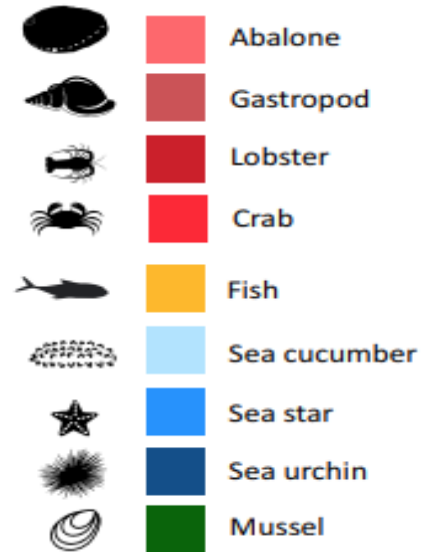 Abalone
Gastropod
Lobster
Crab
Fish
Sea cucumber
Sea star
Sea urchin
Mussel